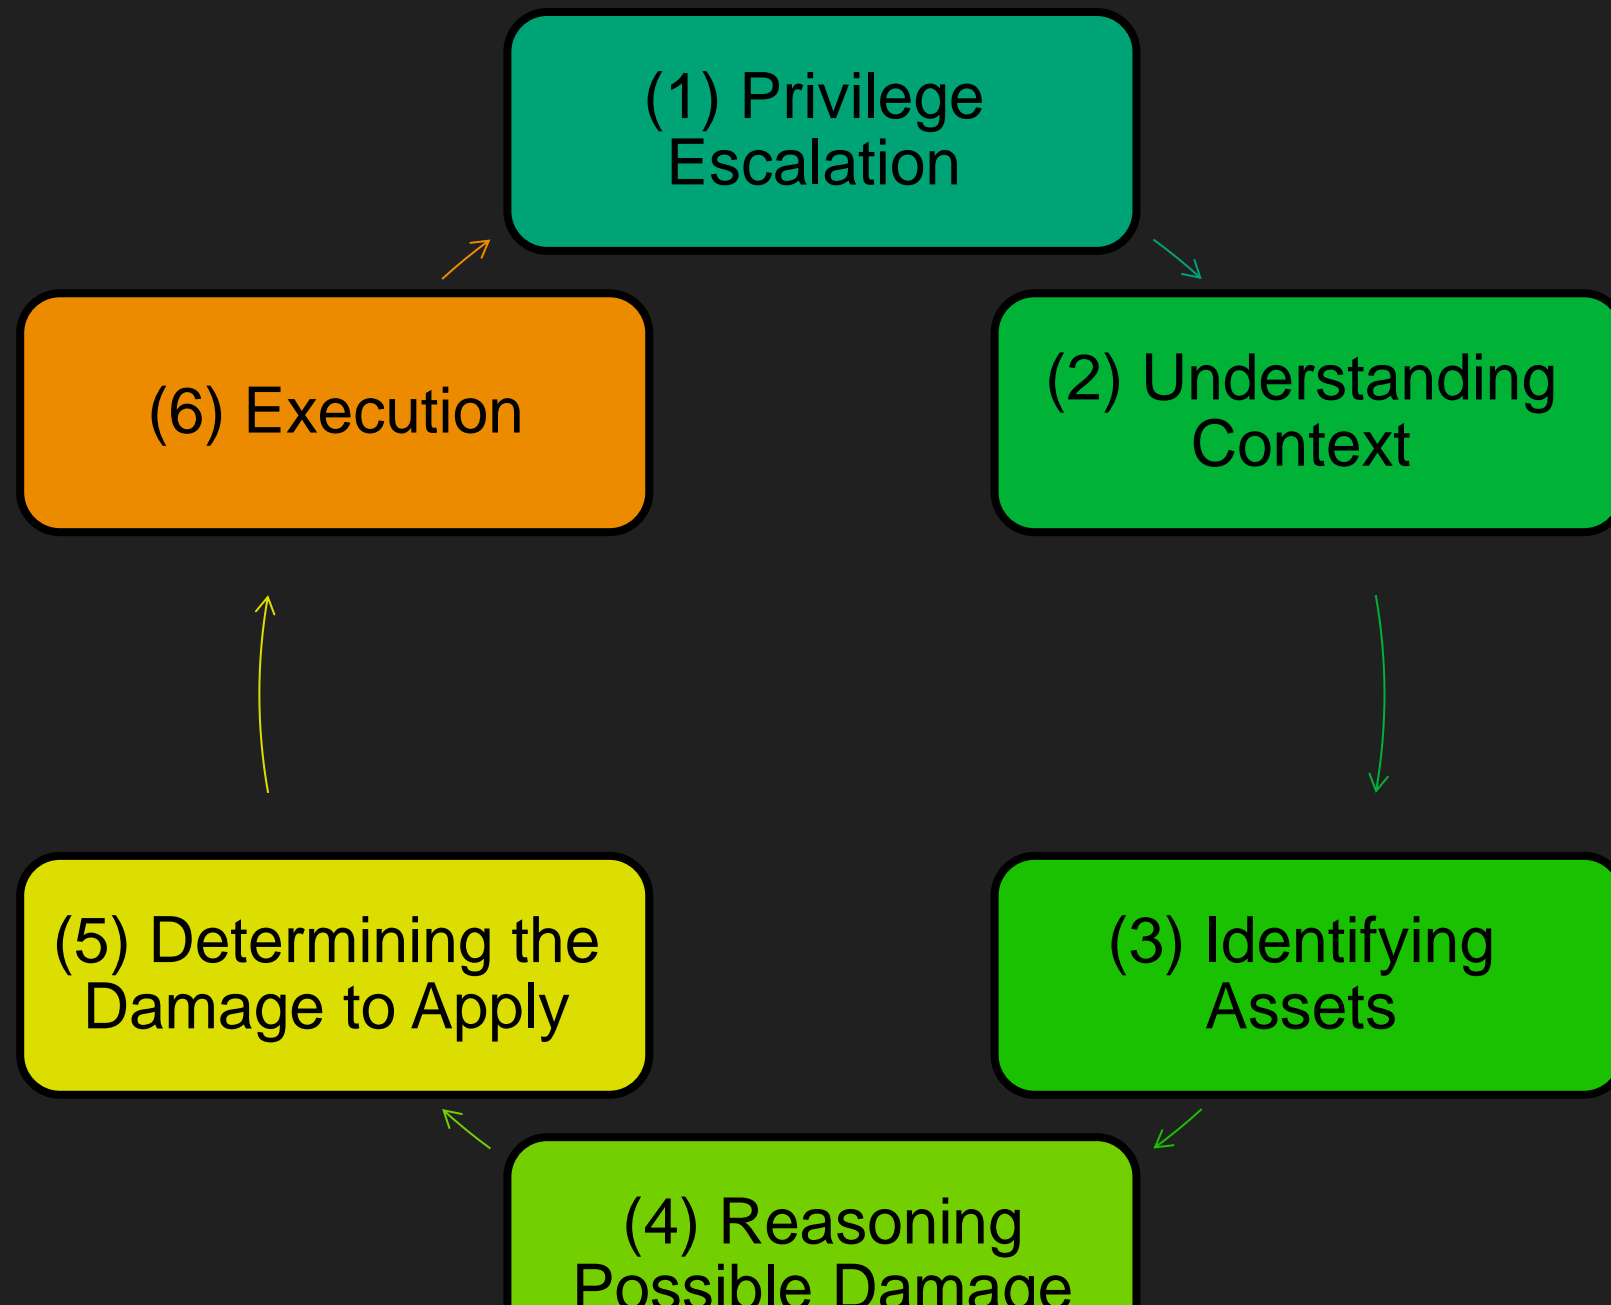 (1) Privilege
Escalation
(2) Understanding
Context
(3) Identifying
Assets
(4) Reasoning
Possible Damage
(5) Determining the
Damage to Apply
(6) Execution